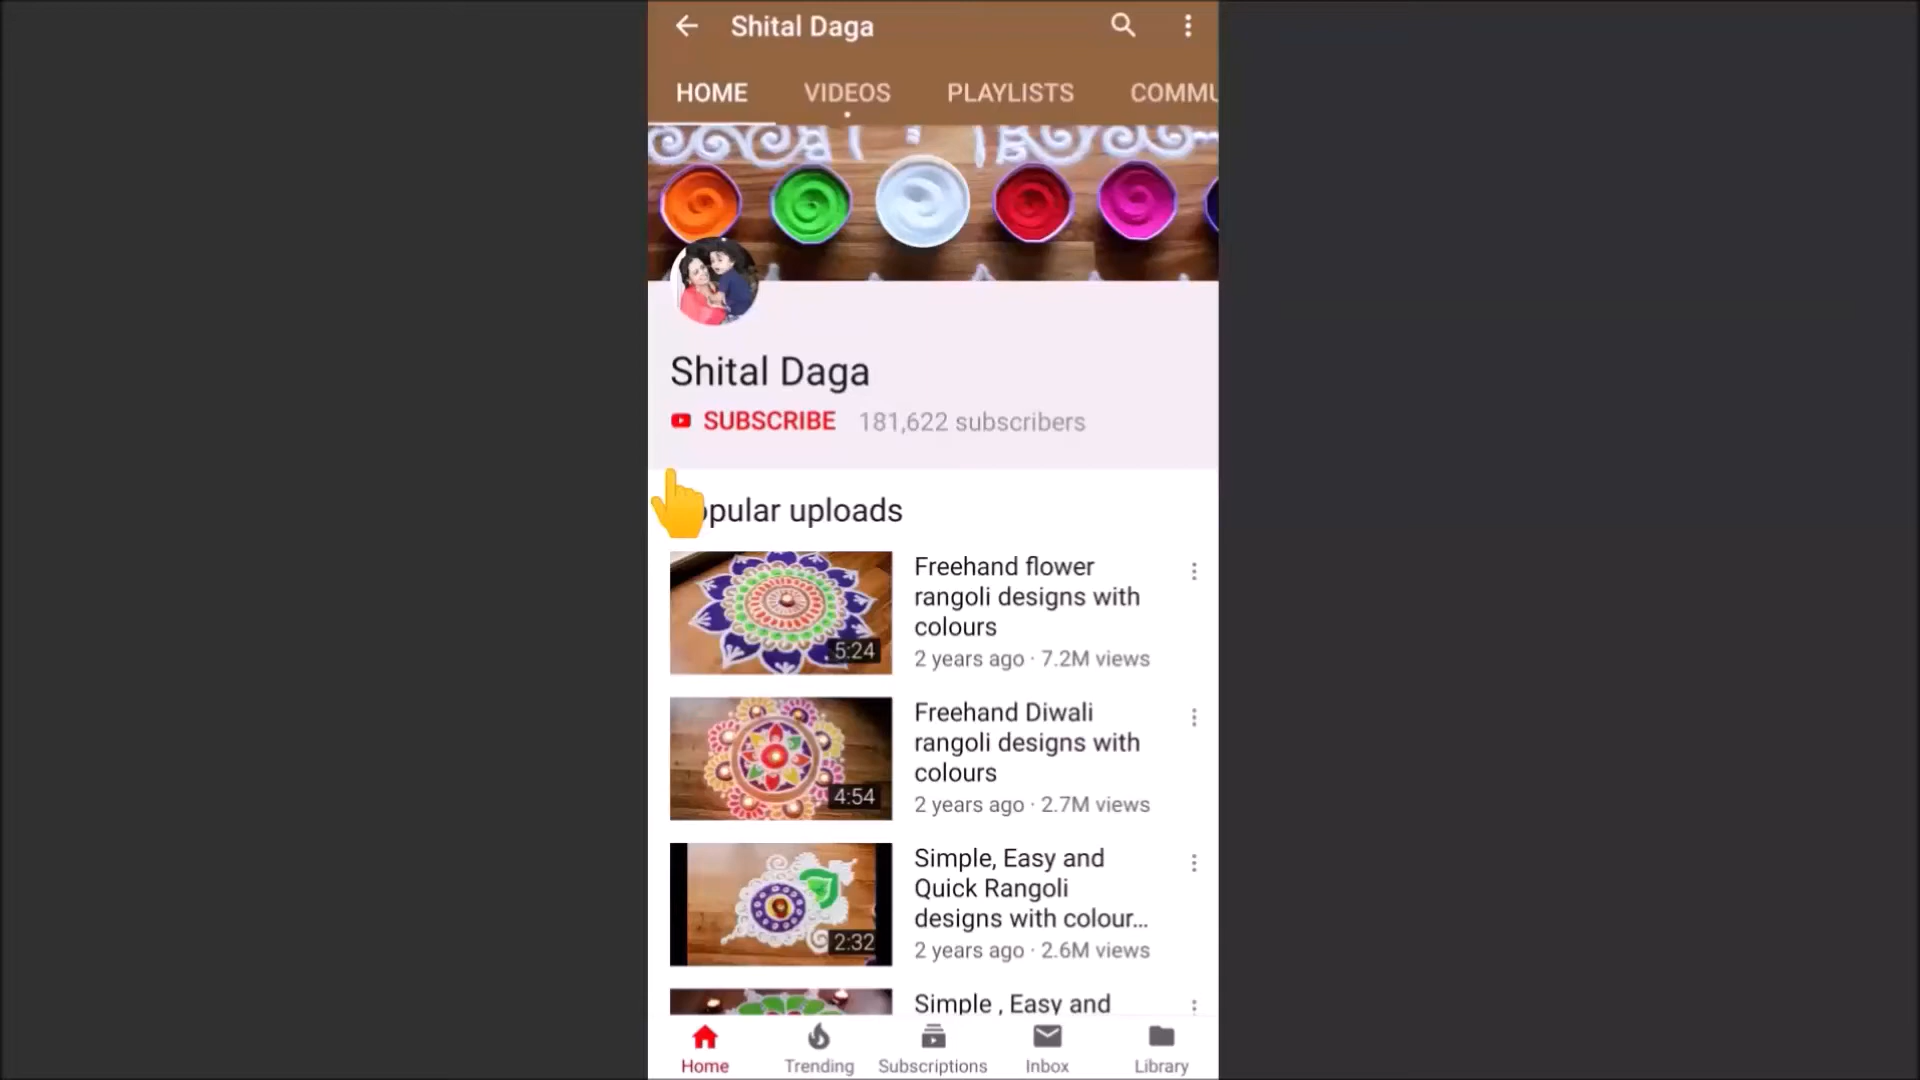 Shital Daga
HOME VIDEOS PLAYLISTS COMMU
Shital Daga
SUBSCRIBE 181,622 subscribers
opular uploads
Freehand flower
rangoli designs with
colours
2 years ago · 7.2M views
5:24
Freehand Diwali
rangoli designs with
colours
2 years ago · 2.7M views
4:54
Simple, Easy and
Quick Rangoli
designs with colour...
2 years ago · 2.6M views
2:32
Simple , Easy and
Home Trending Subscriptions Inbox Library